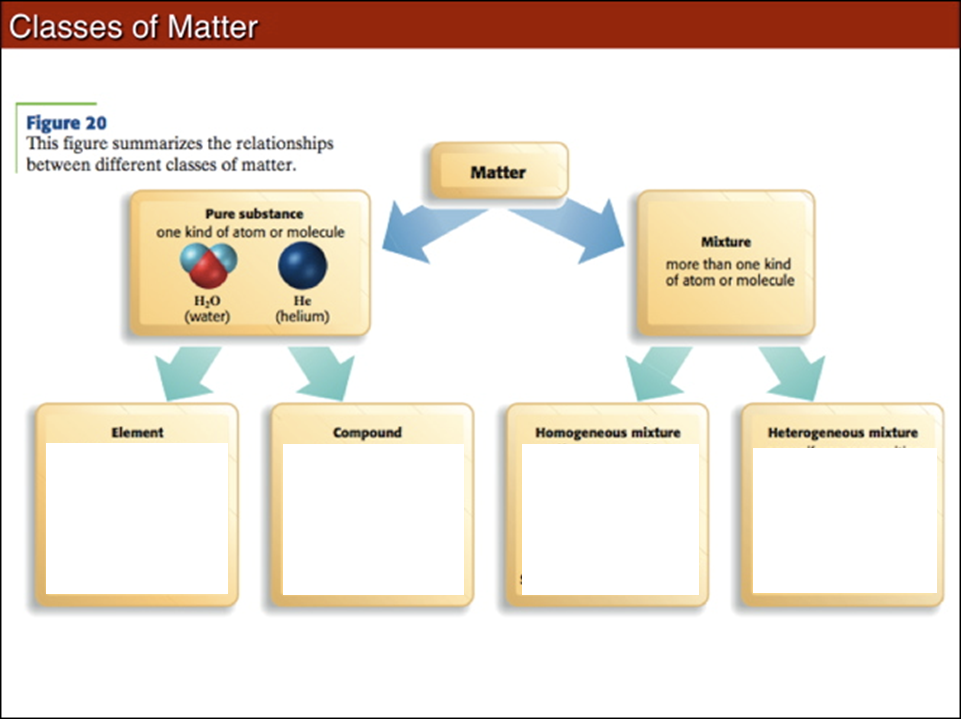 Classes of Matter
Figure 20
This figure summarizes the relationships
between different classes of matter.
Matter
Pure substance
one kind of atom or molecule
H₂O
(water)
He
(helium)
Mixture
more than one kind
of atom or molecule
Element
Compound
Homogeneous mixture
Heterogeneous mixture